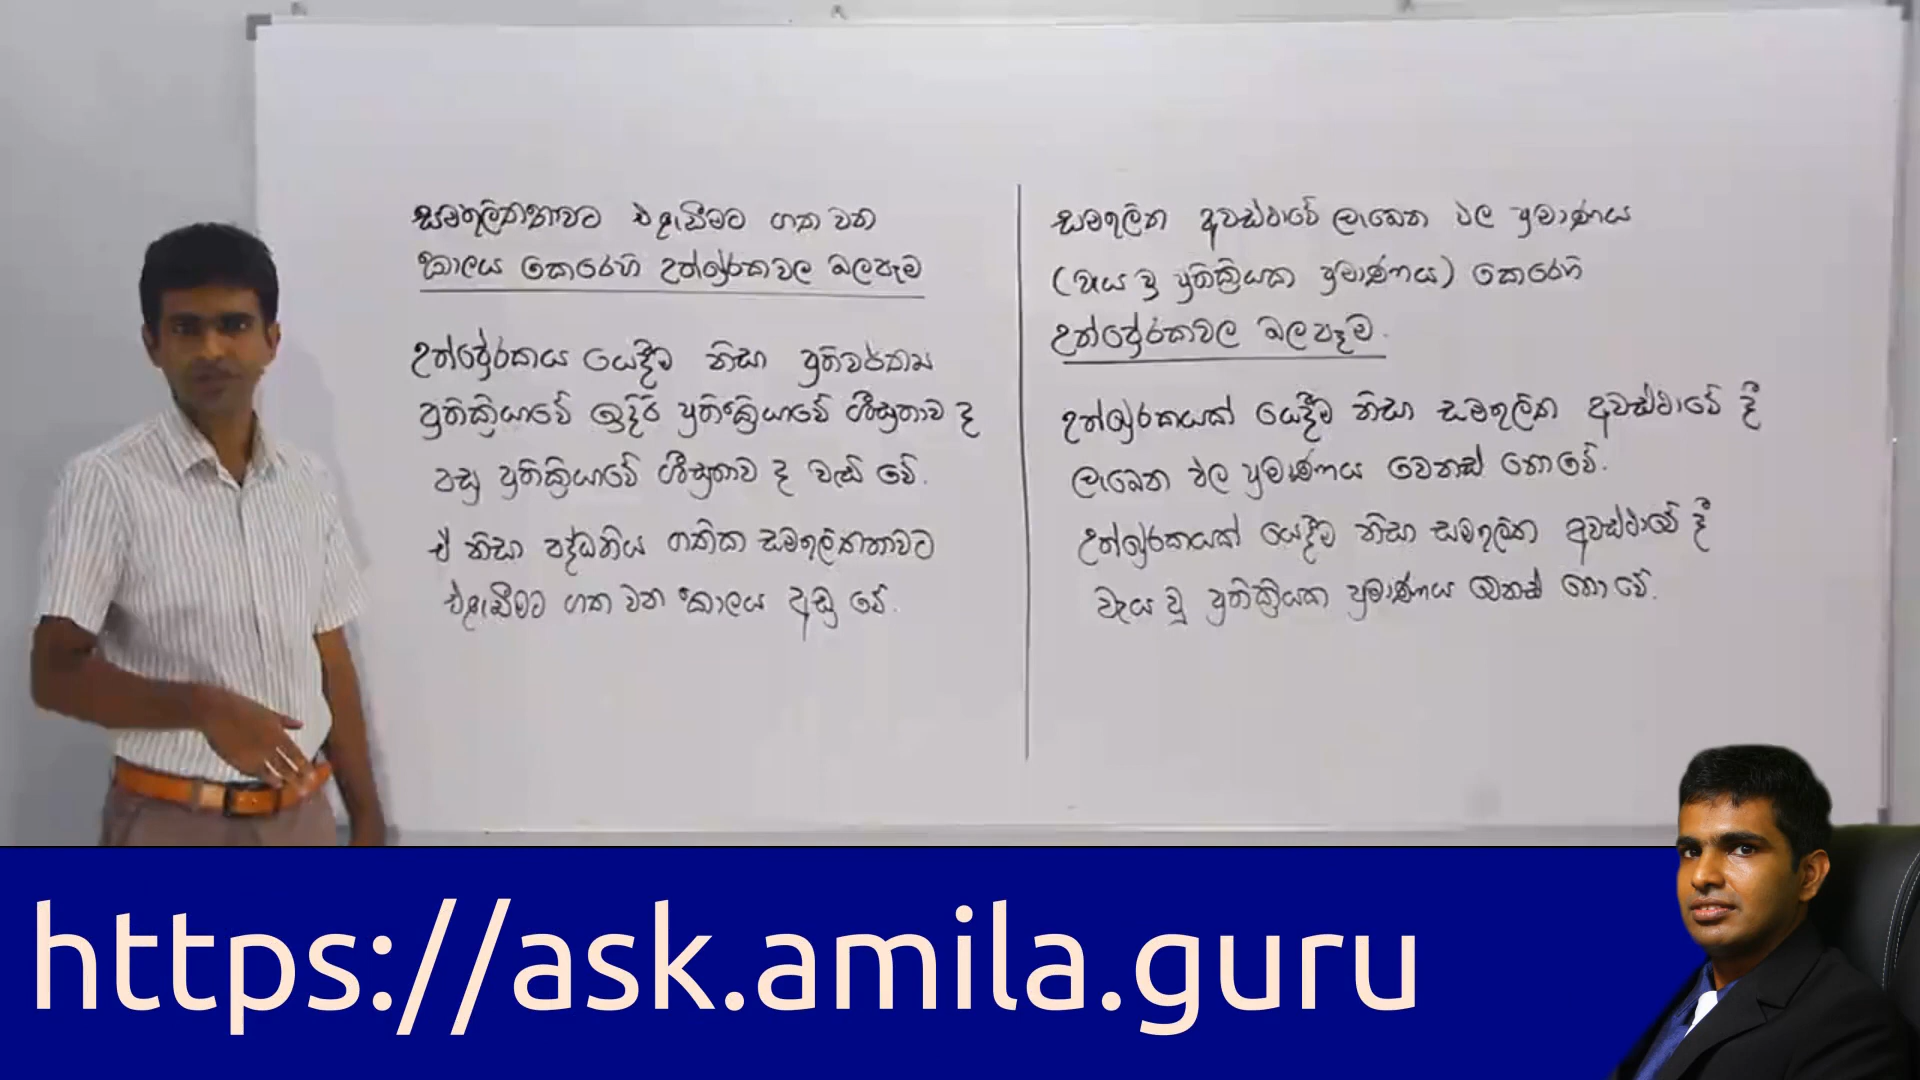 සමතුලිතතාවට එළැඹීමට ගත වන
කාලය කෙරෙහි උත්ප්‍රේරකවල බලපෑම
උත්ප්‍රේරකය යෙදීම නිසා ප්‍රතිවර්තාස
ප්‍රතික්‍රියාවේ ඉදිරි ප්‍රතික්‍රියාවේ ශීඝ්‍රතාව ද
පසු ප්‍රතික්‍රියාවේ ශීඝ්‍රතාව ද වැඩි වේ.
ඒ නිසා පද්ධතිය ගතික සමතුලිතතාවට
එළැඹීමට ගත වන කාලය අඩු වේ.
සමතුලිත අවස්ථාවේ ලැබෙන ඵල ප්‍රමාණය
(වැය වූ ප්‍රතික්‍රියක ප්‍රමාණය) කෙරෙහි
උත්ප්‍රේරකවල බලපෑම.
උත්ප්‍රේරකයක් යෙදීම නිසා සමතුලිත අවස්ථාවේ දී
ලැබෙන ඵල ප්‍රමාණය වෙනස් නොවේ.
උත්ප්‍රේරකයක් යෙදීම නිසා සමතුලිත අවස්ථාවේ දී
වැය වූ ප්‍රතික්‍රියක ප්‍රමාණය වෙනස් නොවේ.
https://ask.amila.guru